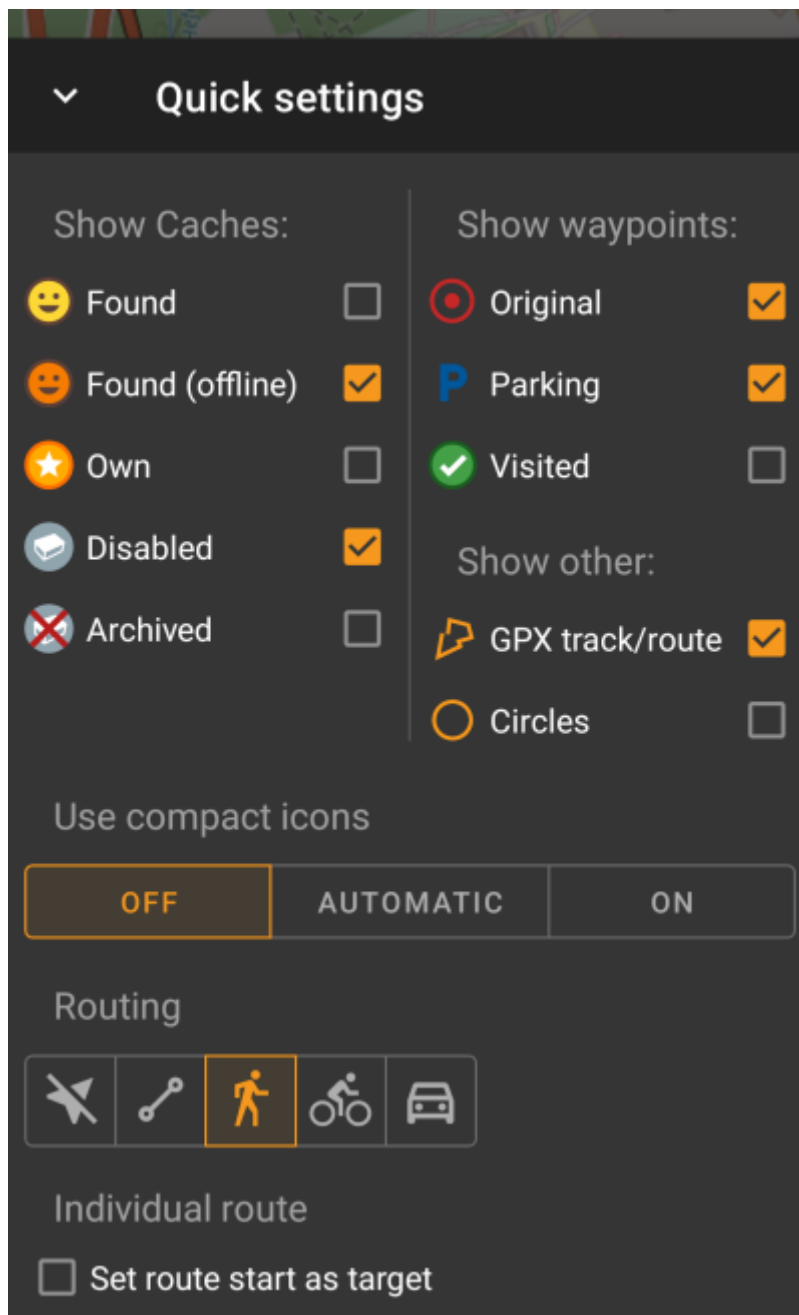 Quick settings
Show Caches:
Found
Found (offline)
Own
Disabled
Archived
Show waypoints:
Original
P Parking
Visited
Show other:
GPX track/route
Circles
Use compact icons
OFF AUTOMATIC ON
Routing
Individual route
Set route start as target